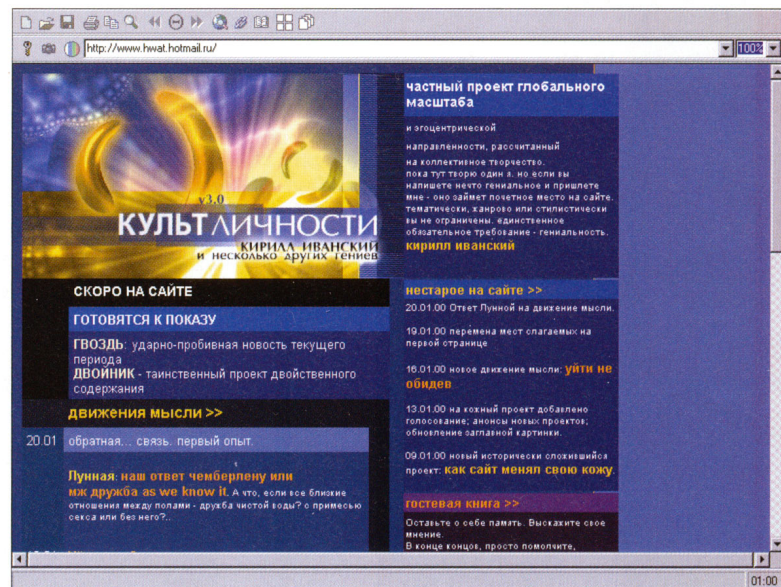 http://www.hwat.hotmail.ru/
100%
v3.0
КУЛЬТЛИЧНОСТИ
КИРИЛЛ ИВАНСКИЙ
и несколько других гениев
частный проект глобального
масштаба
и эгоцентрической
направленности, рассчитанный
на коллективное творчество.
пока тут творю один я. но если вы
напишете нечто гениальное и пришлете
мне - оно займет почетное место на сайте.
тематически, жанрово или стилистически
вы не ограничены. единственное
обязательное требование - гениальность.
кирилл иванский
СКОРО НА САЙТЕ
ГОТОВЯТСЯ К ПОКАЗУ
ГВОЗДЬ: ударно-пробивная новость текущего
периода
ДВОЙНИК - таинственный проект двойственного
содержания
движения мысли >>
20.01 обратная... связь. первый опыт.
Лунная: наш ответ чемберлену или
мж дружба as we know it. А что, если все близкие
отношения между полами - дружба чистой воды? с примесью
секса или без него?..
нестарое на сайте >>
20.01.00 Ответ Лунной на движение мысли.
19.01.00 перемена мест слагаемых на
первой странице
16.01.00 новое движение мысли: уйти не
обидев
13.01.00 на кожный проект добавлено
голосование; анонсы новых проектов;
обновление заглавной картинки.
09.01.00 новый исторически сложившийся
проект: как сайт менял свою кожу.
гостевая книга >>
Оставьте о себе память. Выскажите свое
мнение.
В конце концов, просто помолчите,
01:00